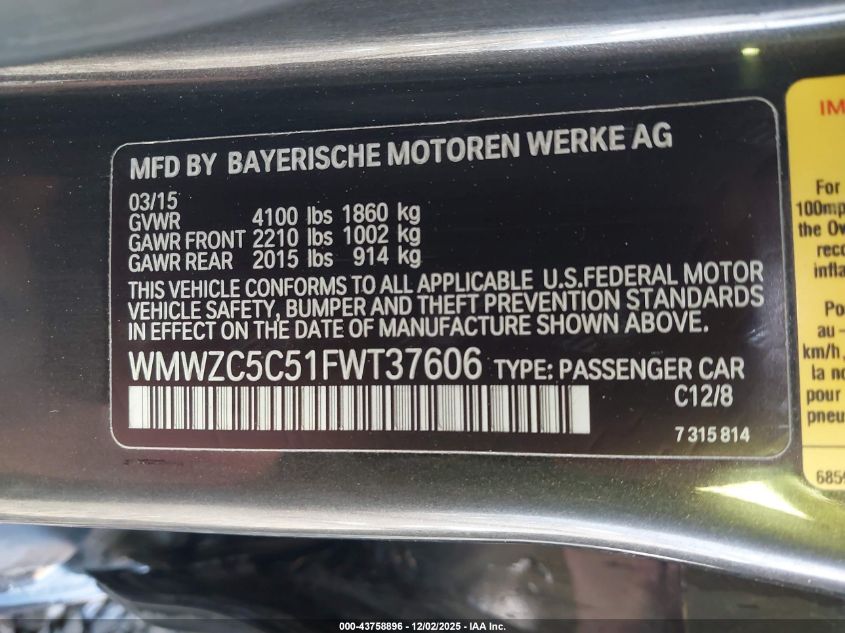 MFD BY BAYERISCHE MOTOREN WERKE AG
03/15
GVWR 4100 lbs 1860 kg
GAWR FRONT 2210 lbs 1002 kg
GAWR REAR 2015 lbs 914 kg
THIS VEHICLE CONFORMS TO ALL APPLICABLE U.S.FEDERAL MOTOR
VEHICLE SAFETY, BUMPER AND THEFT PREVENTION STANDARDS
IN EFFECT ON THE DATE OF MANUFACTURE SHOWN ABOVE.
WMWZC5C51FWT37606 TYPE: PASSENGER CAR
C12/8
7 315 814
IM
For
100mp
the Ow
reco
infla
Po
au –
km/h,
la no
pour
pneu
685
000-43758896 - 12/02/2025 - IAA Inc.